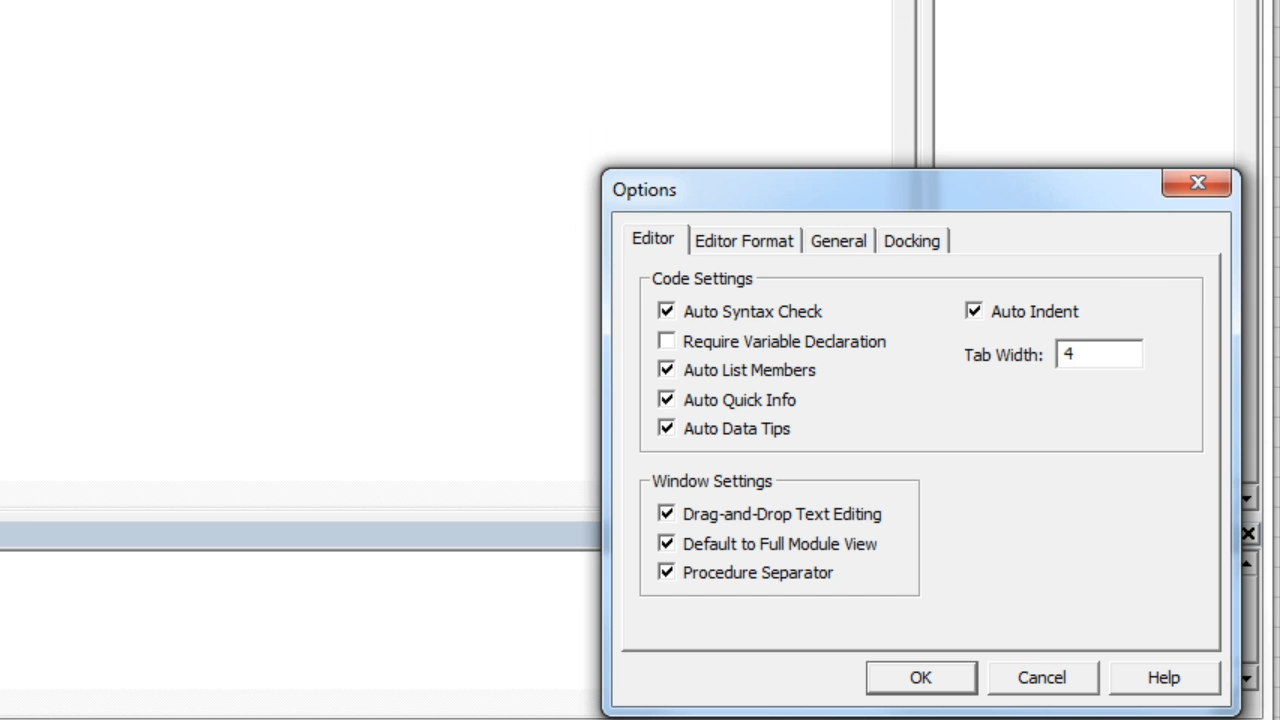 Options
Editor Editor Format General Docking
Code Settings
Auto Syntax Check Auto Indent
Require Variable Declaration
Tab Width: 4
Auto List Members
Auto Quick Info
Auto Data Tips
Window Settings
Drag-and-Drop Text Editing
Default to Full Module View
Procedure Separator
OK Cancel Help